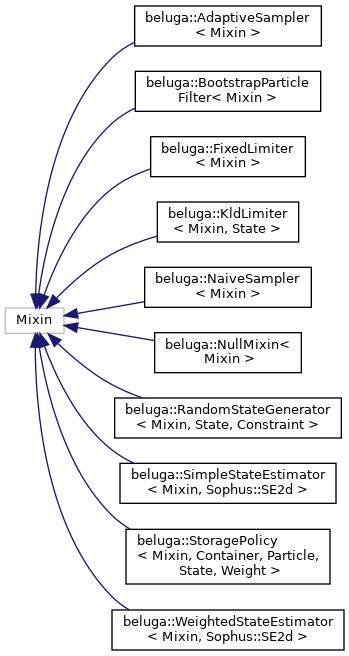 beluga::AdaptiveSampler
< Mixin >
beluga::BootstrapParticle
Filter< Mixin >
beluga::FixedLimiter
< Mixin >
beluga::KldLimiter
< Mixin, State >
beluga::NaiveSampler
< Mixin >
Mixin
beluga::NullMixin<
Mixin >
beluga::RandomStateGenerator
< Mixin, State, Constraint >
beluga::SimpleStateEstimator
< Mixin, Sophus::SE2d >
beluga::StoragePolicy
< Mixin, Container, Particle,
State, Weight >
beluga::WeightedStateEstimator
< Mixin, Sophus::SE2d >